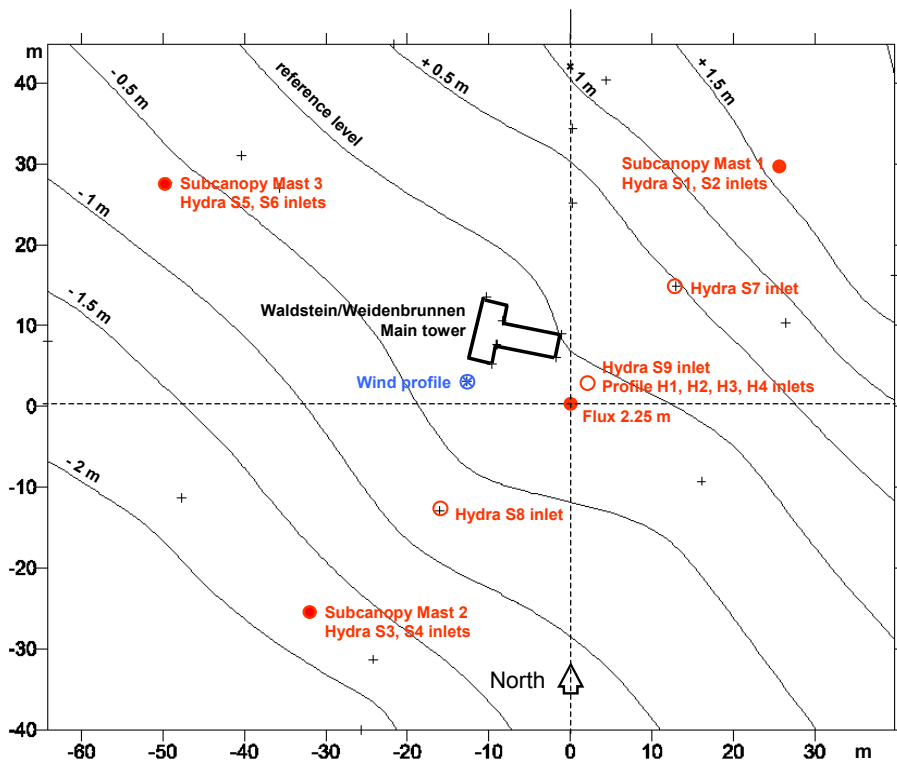 m
40
30
20
10
0
-10
-20
-30
-40
- 0.5 m
reference level
+ 0.5 m
1 m
+ 1.5 m
- 1 m
- 1.5 m
- 2 m
Subcanopy Mast 1
Hydra S1, S2 inlets
Subcanopy Mast 3
Hydra S5, S6 inlets
Hydra S7 inlet
Waldstein/Weidenbrunnen
Main tower
Wind profile
Hydra S9 inlet
Profile H1, H2, H3, H4 inlets
Flux 2.25 m
Hydra S8 inlet
Subcanopy Mast 2
Hydra S3, S4 inlets
North
-60 -50 -40 -30 -20 -10 0 10 20 30 m